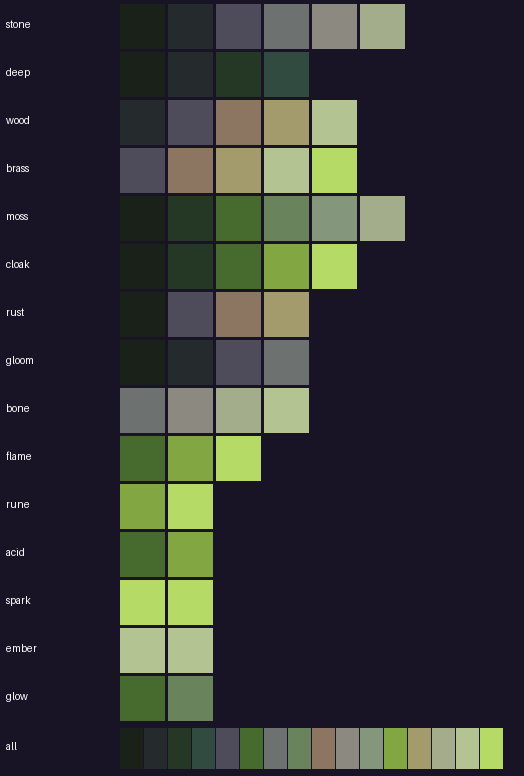 stone
deep
wood
brass
moss
cloak
rust
gloom
bone
flame
rune
acid
spark
ember
glow
all